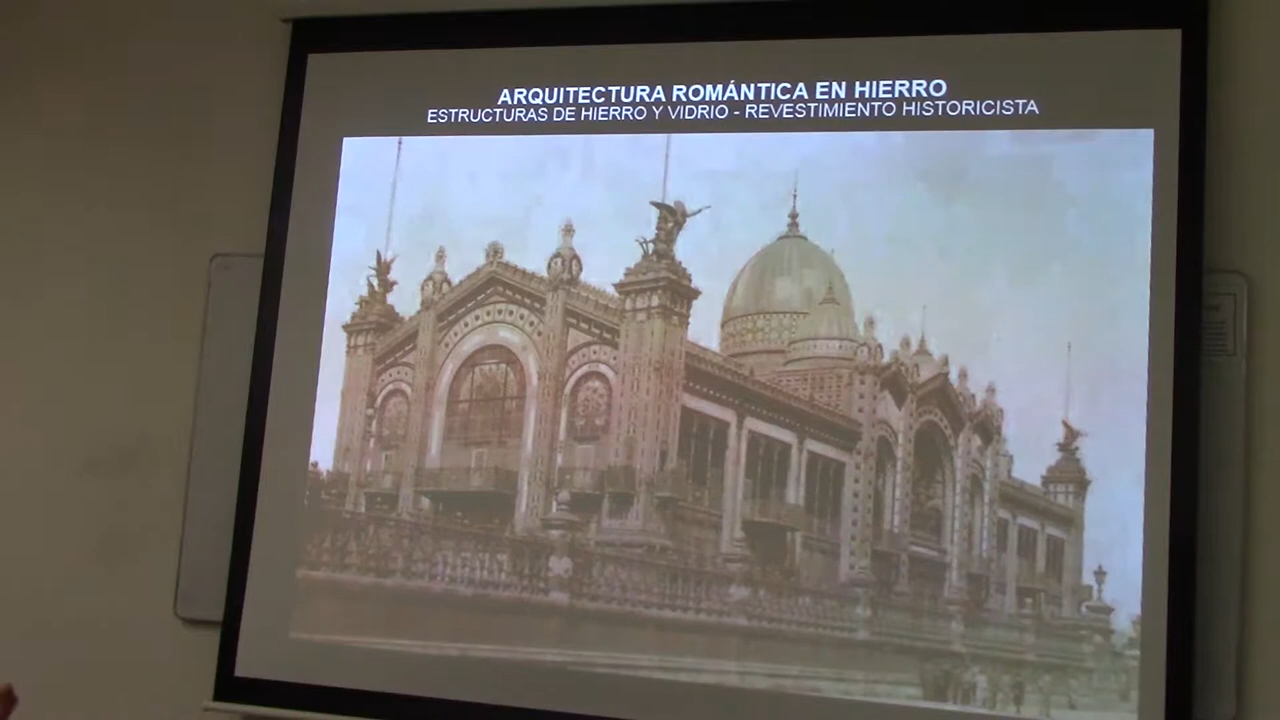 ARQUITECTURA ROMÁNTICA EN HIERRO
ESTRUCTURAS DE HIERRO Y VIDRIO - REVESTIMIENTO HISTORICISTA